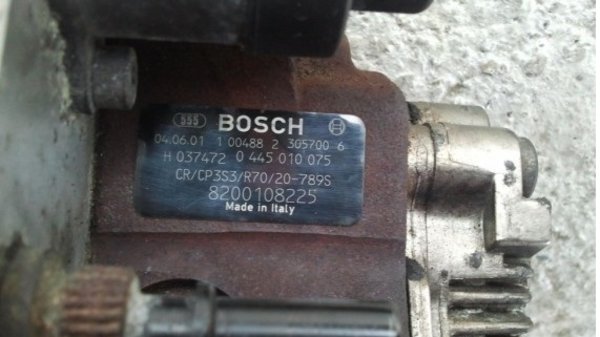 555 BOSCH
04.06.01 1 00488 2 305700 6
H 037472 0 445 010 075
CR/CP3S3/R70/20-789S
8200108225
Made in Italy